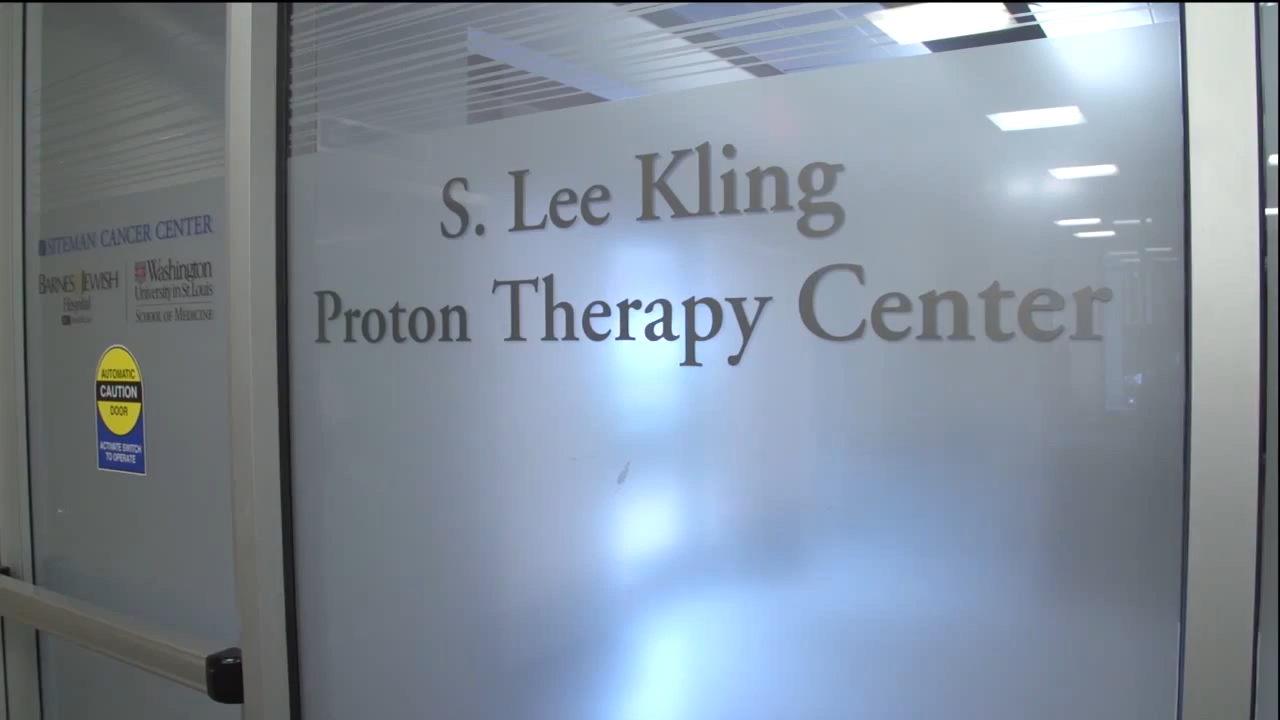 S. Lee Kling
Proton Therapy Center
SITEMAN CANCER CENTER
BARNES JEWISH
Hospital
Washington
University in St. Louis
SCHOOL OF MEDICINE
AUTOMATIC
CAUTION
DOOR
ACTIVATE SWITCH
TO OPERATE